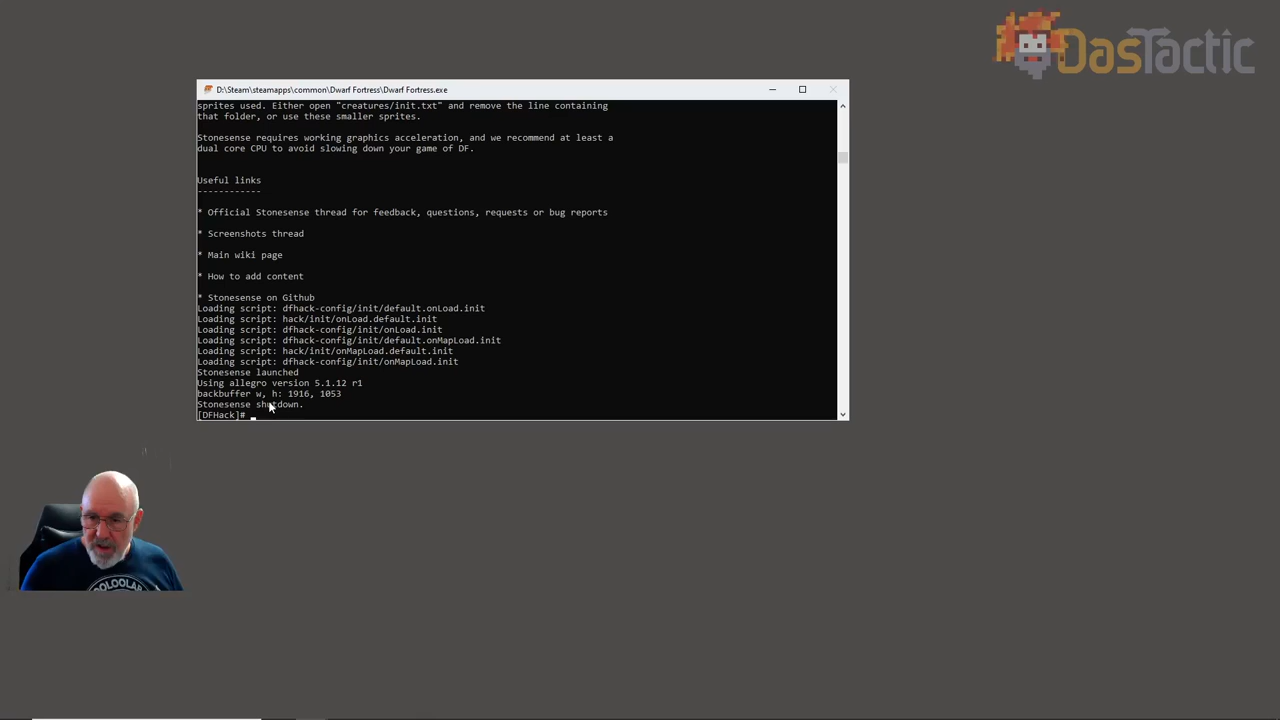 DasTactic
D:\Steam\steamapps\common\Dwarf Fortress\Dwarf Fortress.exe
sprites used. Either open "creatures/init.txt" and remove the line containing
that folder, or use these smaller sprites.
Stonesense requires working graphics acceleration, and we recommend at least a
dual core CPU to avoid slowing down your game of DF.
Useful links
------------
* Official Stonesense thread for feedback, questions, requests or bug reports
* Screenshots thread
* Main wiki page
* How to add content
* Stonesense on Github
Loading script: dfhack-config/init/default.onLoad.init
Loading script: hack/init/onLoad.default.init
Loading script: dfhack-config/init/onLoad.init
Loading script: dfhack-config/init/default.onMapLoad.init
Loading script: hack/init/onMapLoad.default.init
Loading script: dfhack-config/init/onMapLoad.init
Stonesense launched
Using allegro version 5.1.12 r1
backbuffer w, h: 1916, 1053
Stonesense shutdown.
[DFHack]#